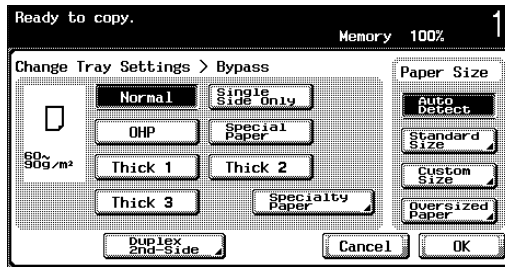 Ready to copy.
1
Memory 100%
Change Tray Settings > Bypass
Paper Size
Normal
Single
Side Only
Auto
Detect
OHP
Special
Paper
Standard
Size
60~
90g/m²
Thick 1
Thick 2
Custom
Size
Thick 3
Specialty
Paper
Oversized
Paper
Duplex
2nd-Side
Cancel
OK